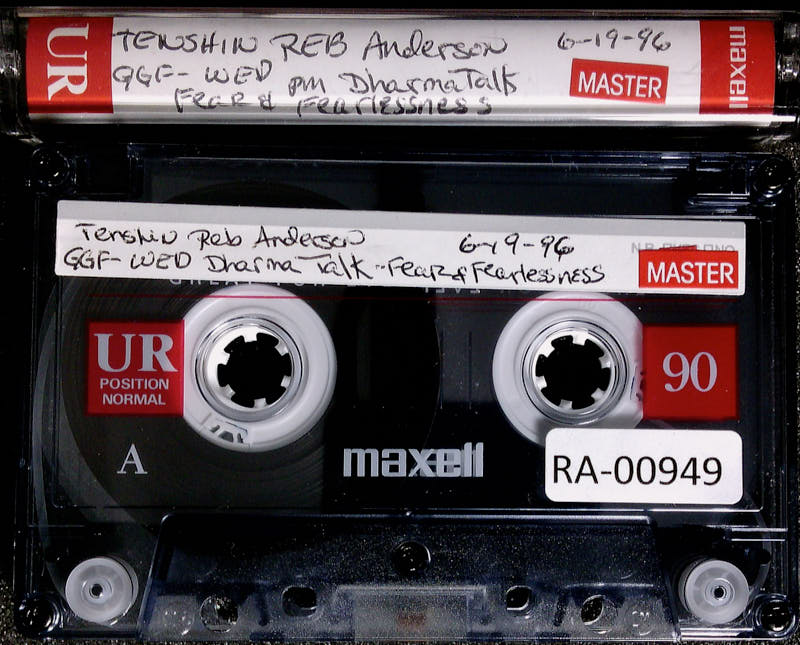 UR
TENSHIN REB Anderson 6-19-96
GGF- WED pm Dharma Talk
Fear & Fearlessness
MASTER
maxell
Tenshin Reb Anderson 6-19-96
GGF- WED Dharma Talk - Fear & Fearlessness
MASTER
UR
POSITION
NORMAL
90
A
maxell
RA-00949